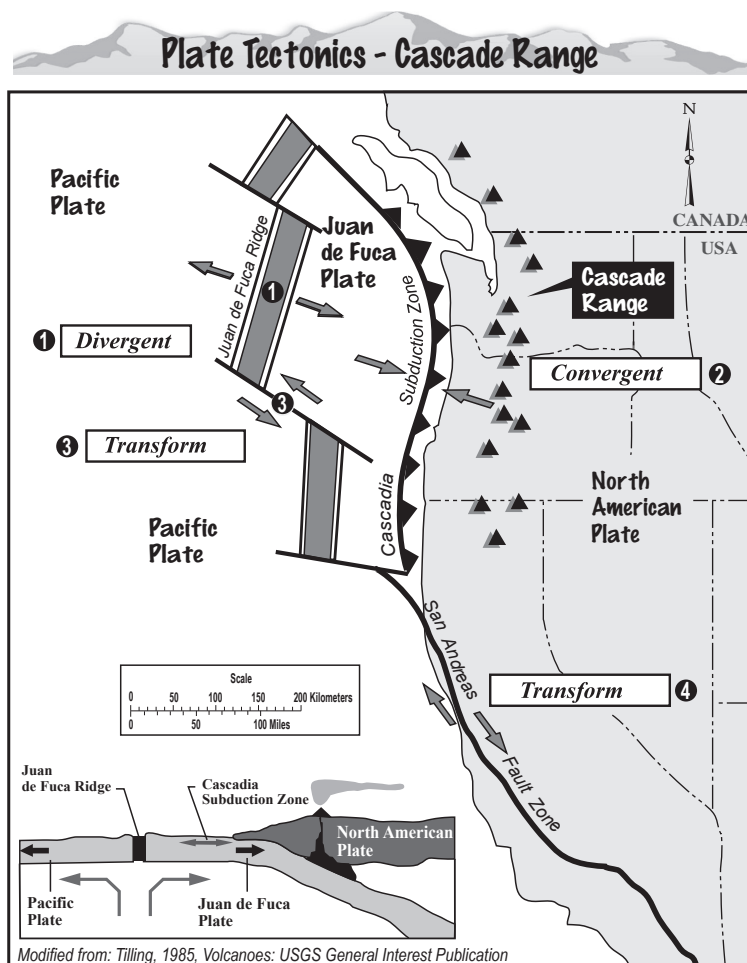 Plate Tectonics - Cascade Range
N
CANADA
USA
Pacific
Plate
Juan
de Fuca
Plate
Juan de Fuca Ridge
1
Subduction Zone
Cascadia
Cascade
Range
1 Divergent
Convergent 2
3
3 Transform
North
American
Plate
Pacific
Plate
San Andreas
Fault Zone
Transform 4
Scale
0 50 100 150 200 Kilometers
0 50 100 Miles
Juan
de Fuca Ridge
Cascadia
Subduction Zone
North American
Plate
Pacific
Plate
Juan de Fuca
Plate
Modified from: Tilling, 1985, Volcanoes: USGS General Interest Publication